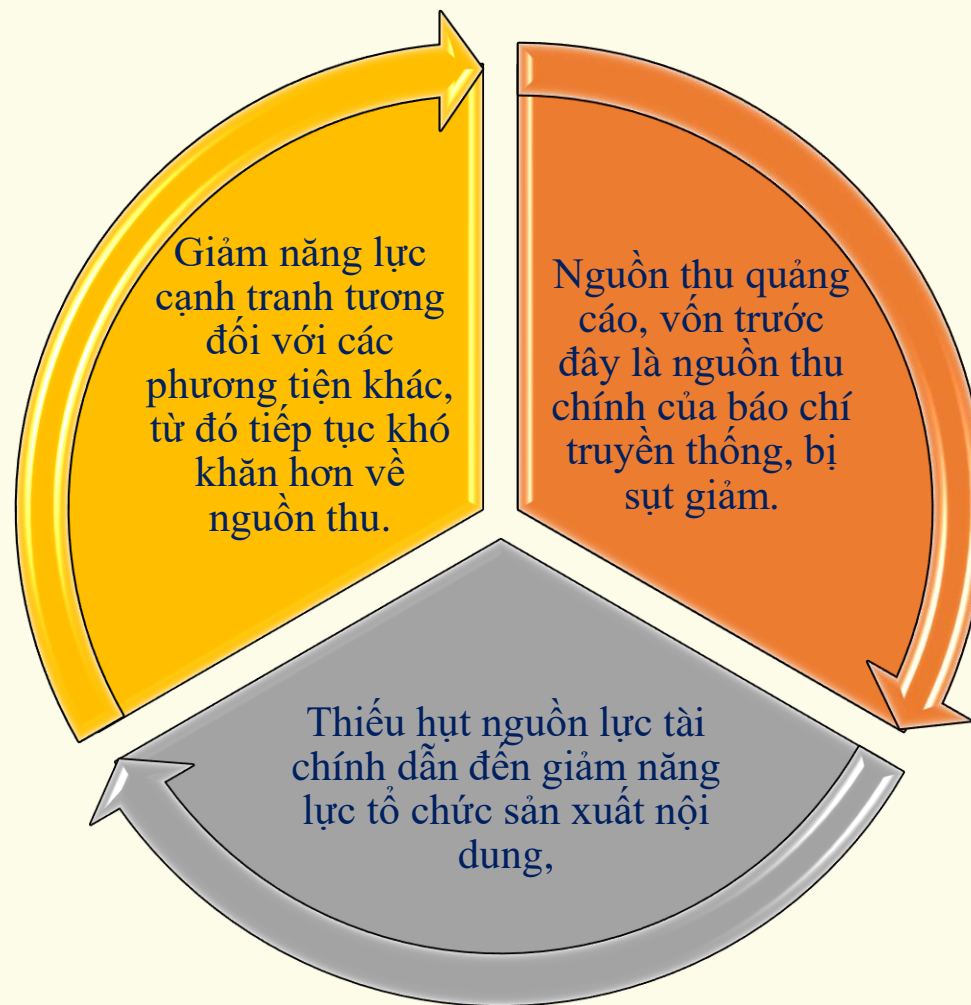 Giảm năng lực
cạnh tranh tương
đối với các
phương tiện khác,
từ đó tiếp tục khó
khăn hơn về
nguồn thu.
Nguồn thu quảng
cáo, vốn trước
đây là nguồn thu
chính của báo chí
truyền thống, bị
sụt giảm.
Thiếu hụt nguồn lực tài
chính dẫn đến giảm năng
lực tổ chức sản xuất nội
dung,